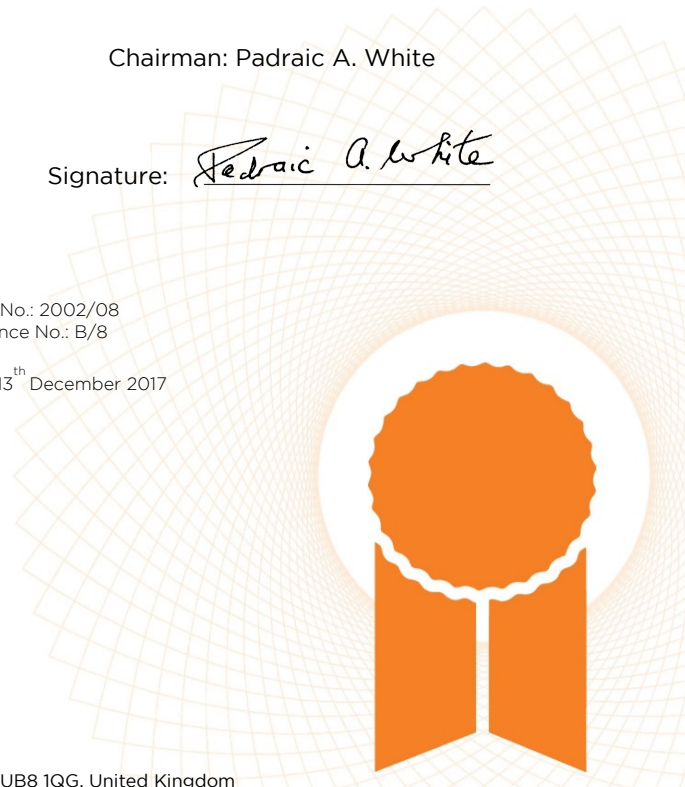 Chairman: Padraic A. White
Signature: Padraic A. White
No.: 2002/08
nce No.: B/8
13th December 2017
UB8 1QG, United Kingdom